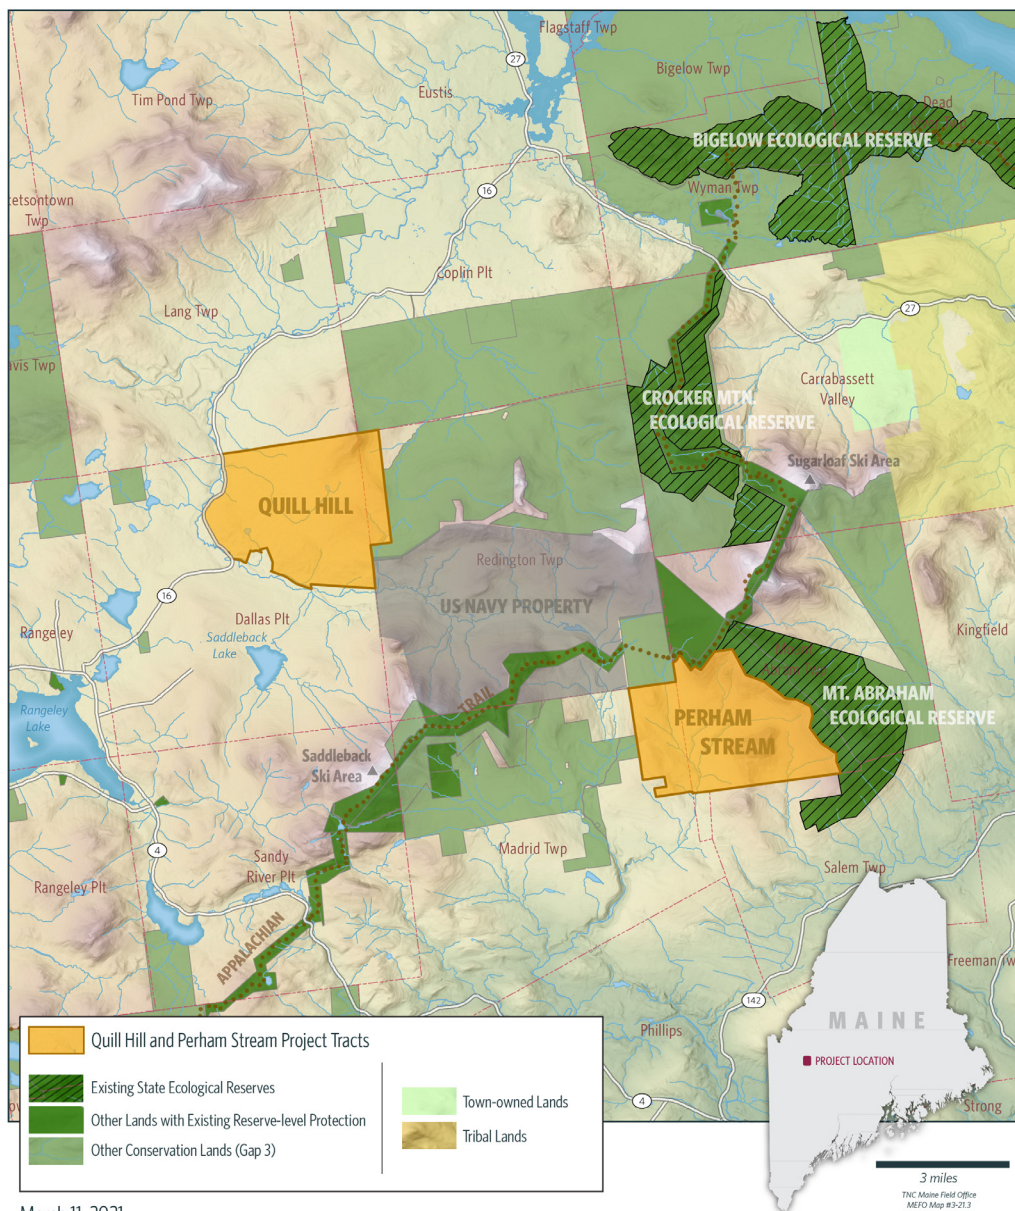 Flagstaff Twp
27
Bigelow Twp
Eustis
Tim Pond Twp
Dead
BIGELOW ECOLOGICAL RESERVE
16
Wyman Twp
etsontown
Twp
Coplin Plt
Lang Twp
27
avis Twp
Carrabassett
Valley
CROCKER MTN.
ECOLOGICAL RESERVE
Sugarloaf Ski Area
QUILL HILL
Redington Twp
16
US NAVY PROPERTY
Dallas Plt
Rangeley
Saddleback
Lake
Kingfield
MT. ABRAHAM
ECOLOGICAL RESERVE
TRAIL
Rangeley
Lake
PERHAM
STREAM
Saddleback
Ski Area
4
Madrid Twp
Sandy
River Plt
Salem Twp
Rangeley Plt
APPALACHIAN
Freeman Tw
142
MAINE
Phillips
PROJECT LOCATION
Quill Hill and Perham Stream Project Tracts
Existing State Ecological Reserves
Other Lands with Existing Reserve-level Protection
Other Conservation Lands (Gap 3)
Town-owned Lands
Tribal Lands
4
Strong
3 miles
TNC Maine Field Office
MEFO Map #3-21.3
March 11, 2021